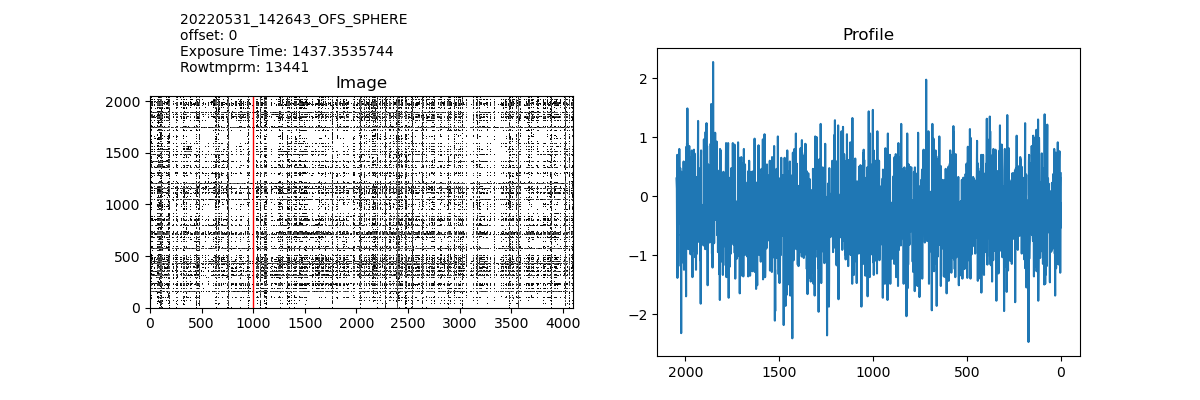 20220531_142643_OFS_SPHERE
offset: 0
Exposure Time: 1437.3535744
Rowtmprm: 13441
Image
2000
1500
1000
500
0
0 500 1000 1500 2000 2500 3000 3500 4000
Profile
2
1
0
−1
−2
2000 1500 1000 500 0